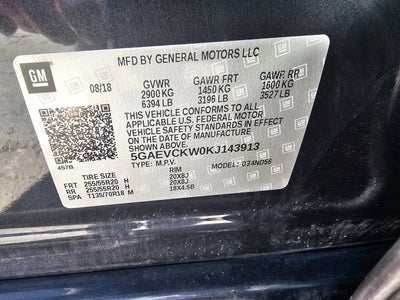 MFD BY GENERAL MOTORS LLC
GM
08/18 GVWR GAWR FRT GAWR RR
2900 KG 1450 KG 1600 KG
6394 LB 3196 LB 3527 LB
THIS VEHICLE CONFORMS TO ALL
APPLICABLE U.S. FEDERAL MOTOR
VEHICLE SAFETY STANDARDS IN EFFECT
ON THE DATE OF MANUFACTURE
SHOWN ABOVE.
457B
5GAEVCKW0KJ143913
TYPE: M.P.V. MODEL: 034ND56
TIRE SIZE RIM
FRT 255/55R20 H 20X8J
RR 255/55R20 H 20X8J
SPA T135/70R18 M 18X4.5B